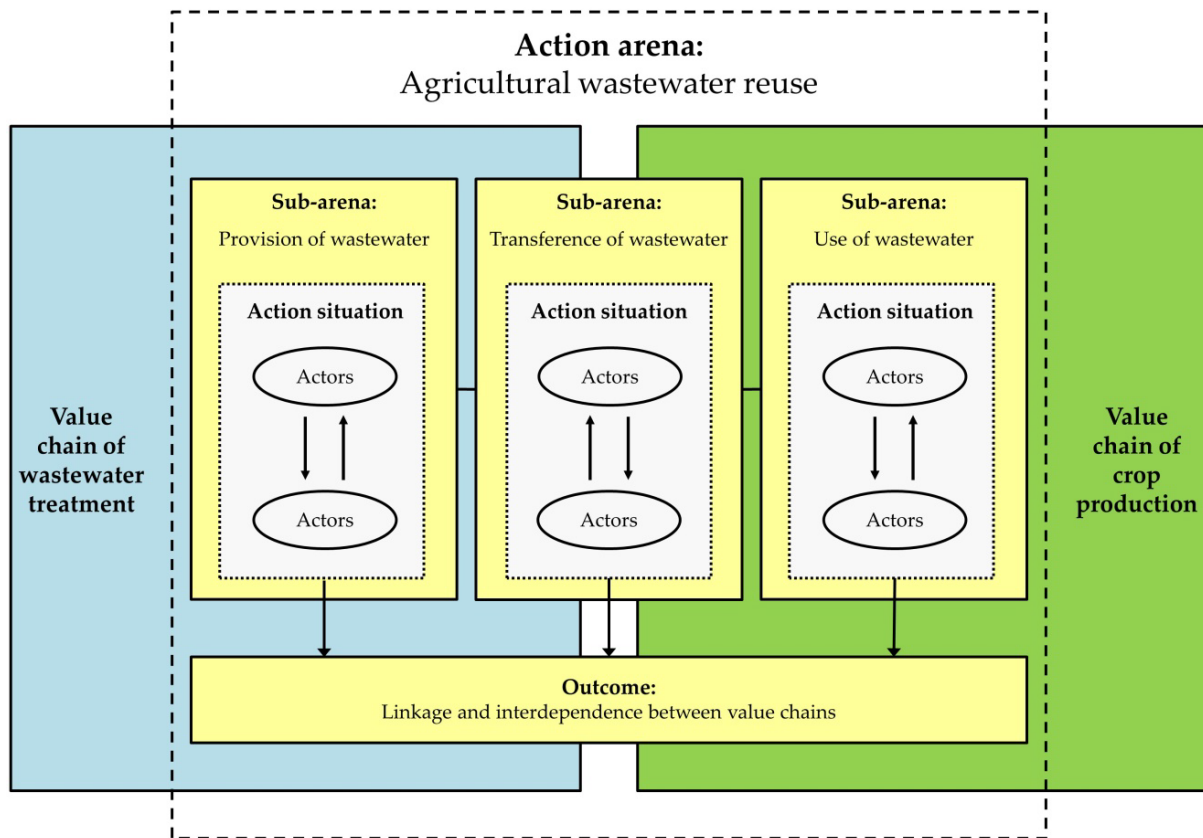 Action arena:
Agricultural wastewater reuse
Value
chain of
wastewater
treatment
Sub-arena:
Provision of wastewater
Action situation
Actors
Actors
Sub-arena:
Transference of wastewater
Action situation
Actors
Actors
Sub-arena:
Use of wastewater
Action situation
Actors
Actors
Value
chain of
crop
production
Outcome:
Linkage and interdependence between value chains